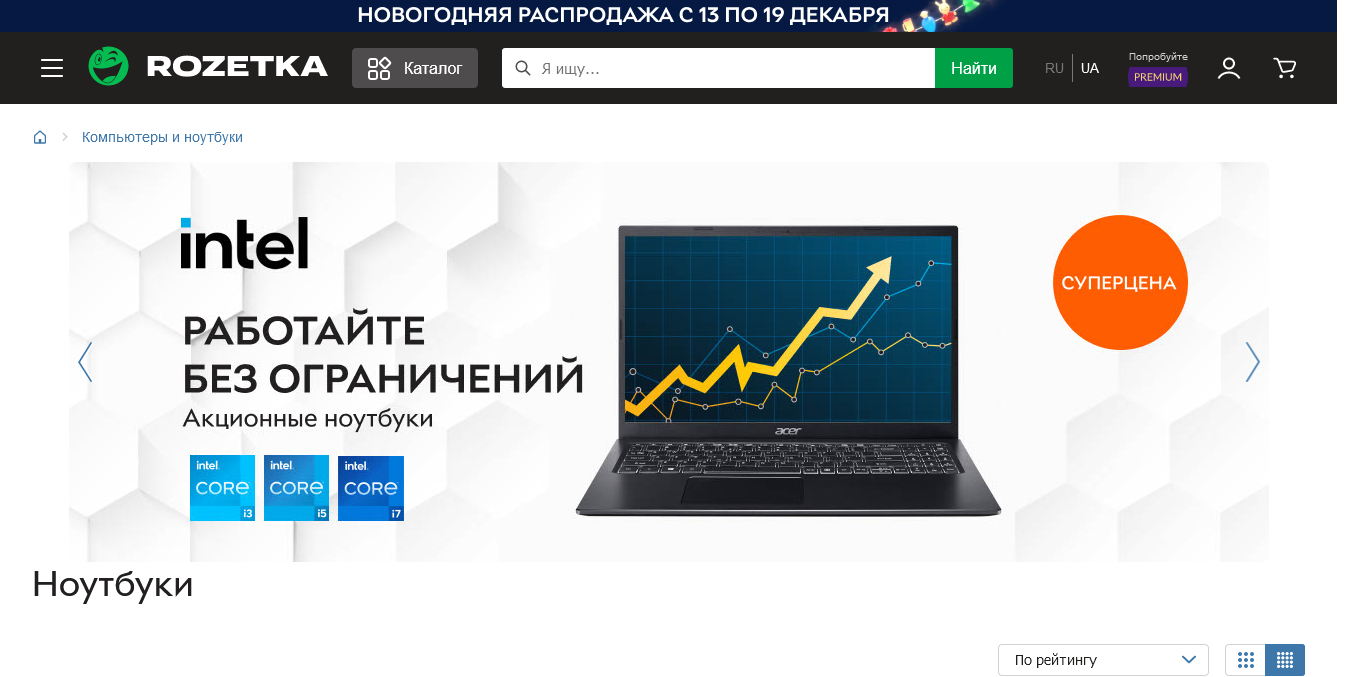 НОВОГОДНЯЯ РАСПРОДАЖА С 13 ПО 19 ДЕКАБРЯ
ROZETKA
Каталог
Я ищу...
Найти
RU
UA
Попробуйте
PREMIUM
Компьютеры и ноутбуки
intel
СУПЕРЦЕНА
РАБОТАЙТЕ
БЕЗ ОГРАНИЧЕНИЙ
Акционные ноутбуки
acer
intel. intel. intel.
CORE CORE CORE
i3 i5 i7
Ноутбуки
По рейтингу